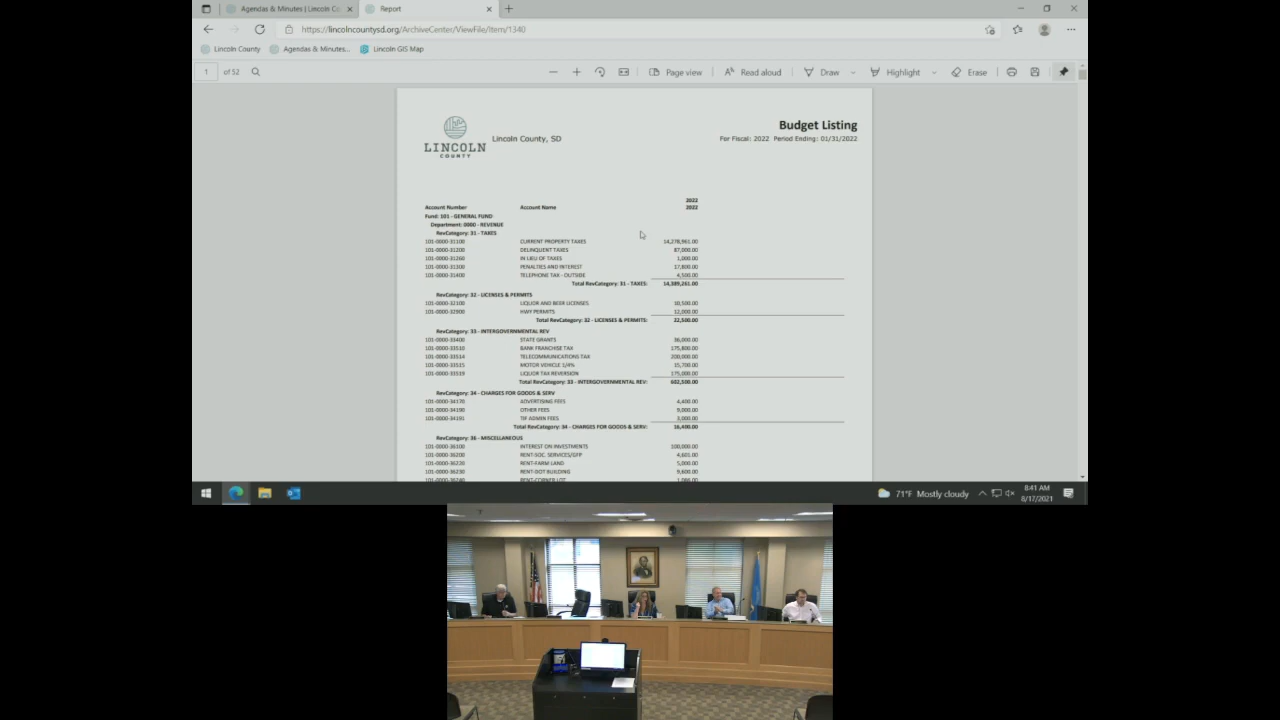 Agendas & Minutes | Lincoln Co
Report
https://lincolncountysd.org/ArchiveCenter/ViewFile/Item/1340
Lincoln County
Agendas & Minutes...
Lincoln GIS Map
1 of 52
Page view
Read aloud
Draw
Highlight
Erase
LINCOLN
COUNTY
Lincoln County, SD
Budget Listing
For Fiscal: 2022 Period Ending: 01/31/2022
2022
Account Number Account Name 2022
Fund: 101 - GENERAL FUND
Department: 0000 - REVENUE
RevCategory: 31 - TAXES
101-0000-31100 CURRENT PROPERTY TAXES 14,278,961.00
101-0000-31200 DELINQUENT TAXES 87,000.00
101-0000-31260 IN LIEU OF TAXES 1,000.00
101-0000-31300 PENALTIES AND INTEREST 17,800.00
101-0000-31400 TELEPHONE TAX - OUTSIDE 4,500.00
Total RevCategory: 31 - TAXES: 14,389,261.00
RevCategory: 32 - LICENSES & PERMITS
101-0000-32100 LIQUOR AND BEER LICENSES 10,500.00
101-0000-32900 HWY PERMITS 12,000.00
Total RevCategory: 32 - LICENSES & PERMITS: 22,500.00
RevCategory: 33 - INTERGOVERNMENTAL REV
101-0000-33400 STATE GRANTS 36,000.00
101-0000-33510 BANK FRANCHISE TAX 175,800.00
101-0000-33514 TELECOMMUNICATIONS TAX 200,000.00
101-0000-33515 MOTOR VEHICLE 1/4% 15,700.00
101-0000-33519 LIQUOR TAX REVERSION 175,000.00
Total RevCategory: 33 - INTERGOVERNMENTAL REV: 602,500.00
RevCategory: 34 - CHARGES FOR GOODS & SERV
101-0000-34170 ADVERTISING FEES 4,400.00
101-0000-34190 OTHER FEES 9,000.00
101-0000-34191 TIF ADMIN FEES 3,000.00
Total RevCategory: 34 - CHARGES FOR GOODS & SERV: 16,400.00
RevCategory: 36 - MISCELLANEOUS
101-0000-36100 INTEREST ON INVESTMENTS 100,000.00
101-0000-36200 RENT-SOC. SERVICES/GFP 4,601.00
101-0000-36220 RENT-FARM LAND 5,000.00
101-0000-36230 RENT-DOT BUILDING 9,600.00
101-0000-36240 RENT-CORNER LOT 1,066.00
71°F Mostly cloudy
8:41 AM
8/17/2021